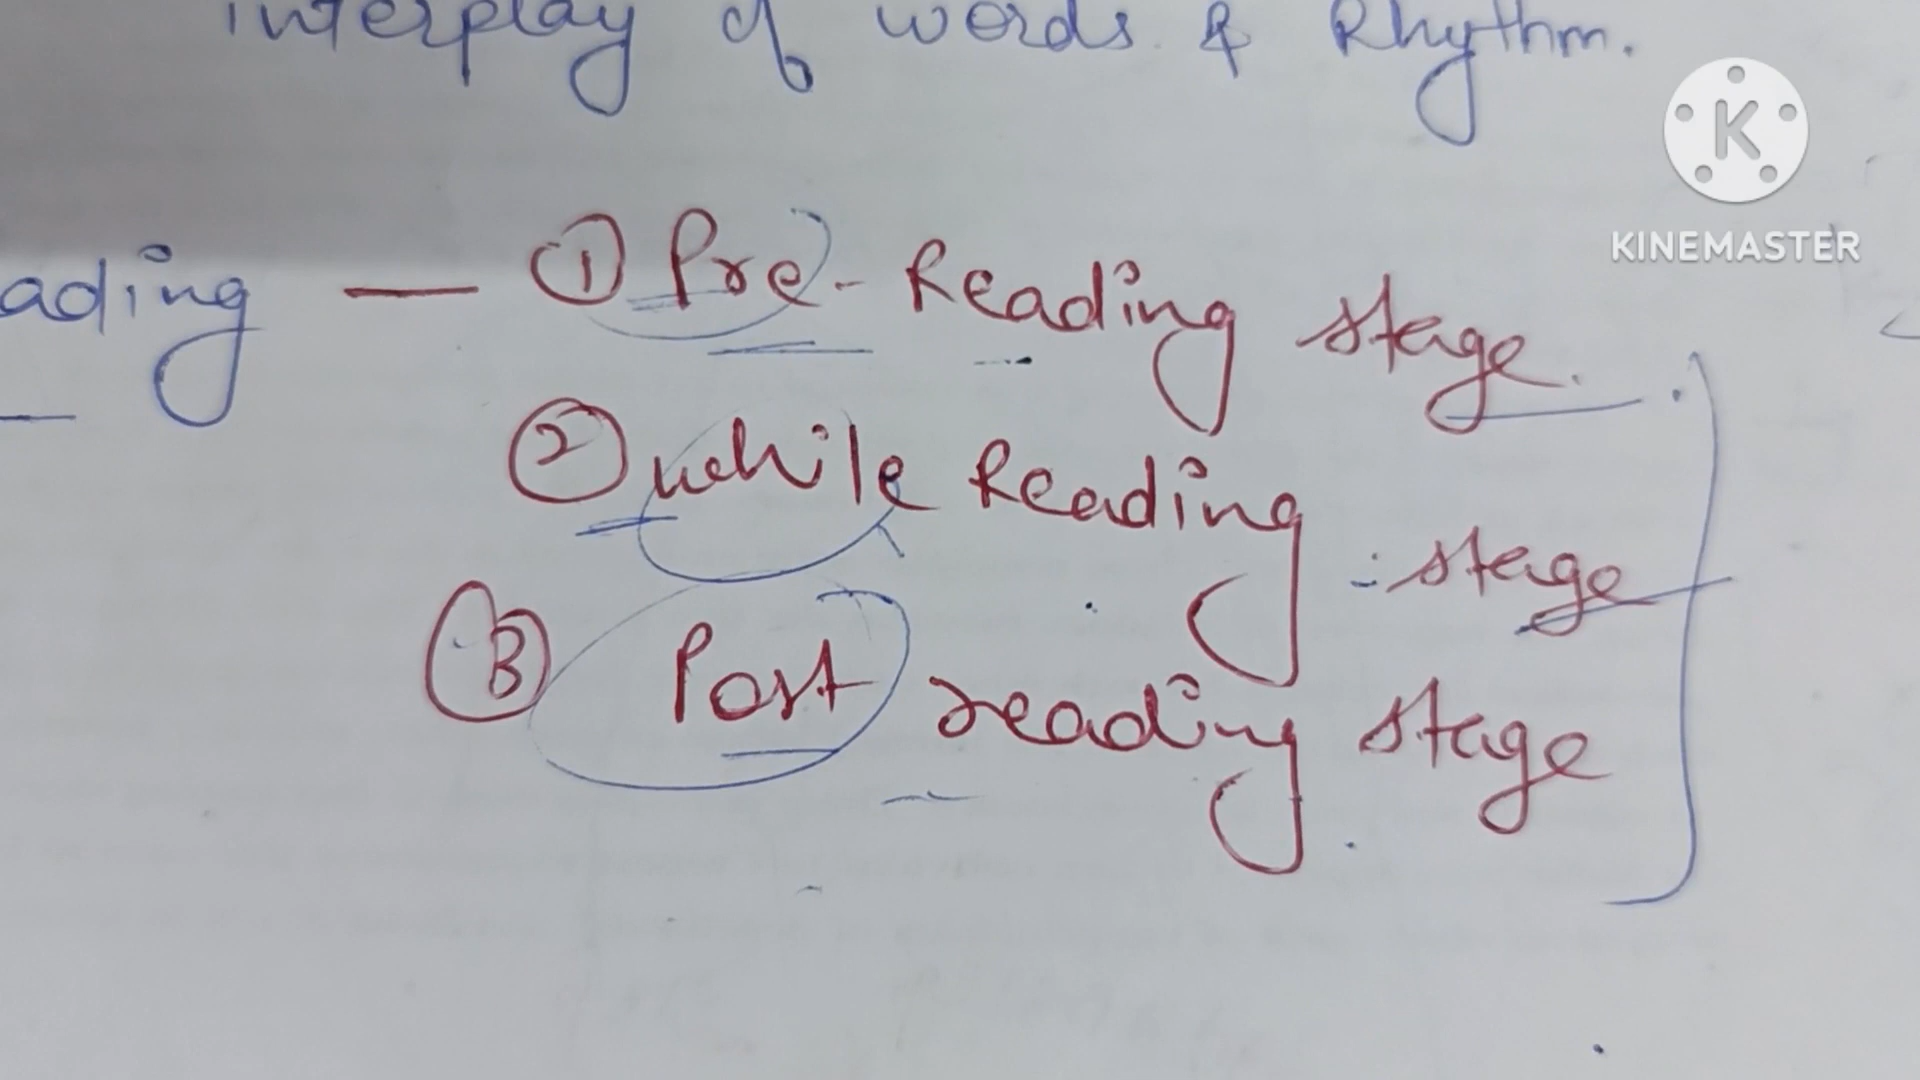 interplay of words & Rhythm.
KINEMASTER
ading — ① Pre-Reading stage.
② while Reading stage
③ Post reading stage